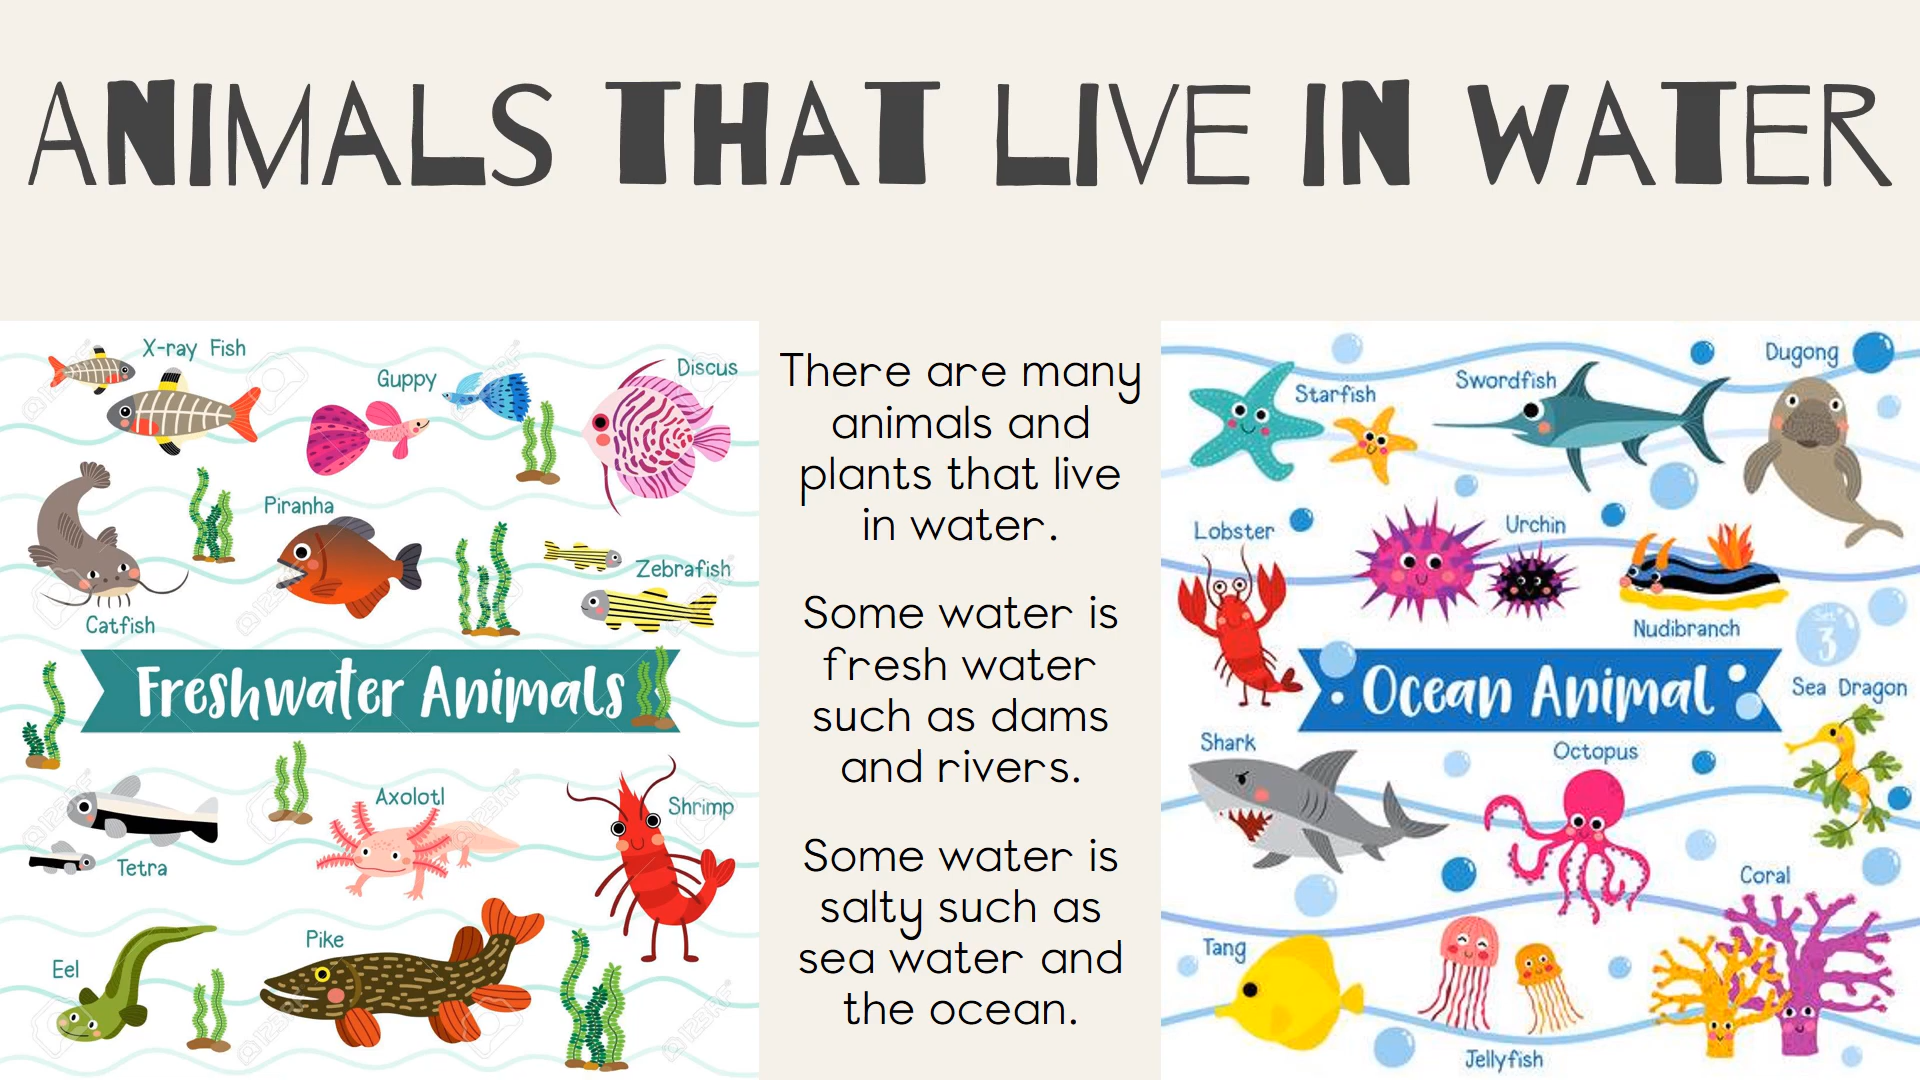 ANIMALS THAT LIVE IN WATER
X-ray Fish
Guppy
Discus
Piranha
Zebrafish
Catfish
Freshwater Animals
Axolotl
Shrimp
Tetra
Pike
Eel
There are many
animals and
plants that live
in water.
Some water is
fresh water
such as dams
and rivers.
Some water is
salty such as
sea water and
the ocean.
Dugong
Starfish
Swordfish
Lobster
Urchin
Nudibranch
Set
3
Ocean Animal
Sea Dragon
Shark
Octopus
Coral
Tang
Jellyfish
123RF